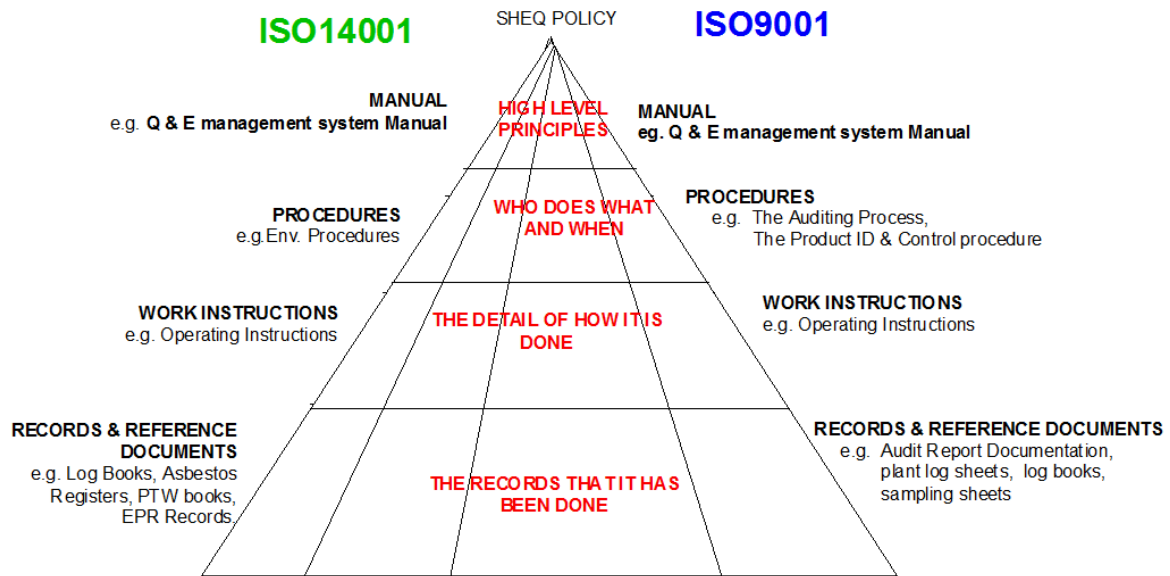 SHEQ POLICY
ISO14001
ISO9001
MANUAL
e.g. Q & E management system Manual
HIGH LEVEL
PRINCIPLES
MANUAL
eg. Q & E management system Manual
PROCEDURES
e.g.Env. Procedures
WHO DOES WHAT
AND WHEN
PROCEDURES
e.g. The Auditing Process,
The Product ID & Control procedure
WORK INSTRUCTIONS
e.g. Operating Instructions
THE DETAIL OF HOW IT IS
DONE
WORK INSTRUCTIONS
e.g. Operating Instructions
RECORDS & REFERENCE
DOCUMENTS
e.g. Log Books, Asbestos
Registers, PTW books,
EPR Records.
THE RECORDS THAT IT HAS
BEEN DONE
RECORDS & REFERENCE DOCUMENTS
e.g. Audit Report Documentation,
plant log sheets, log books,
sampling sheets